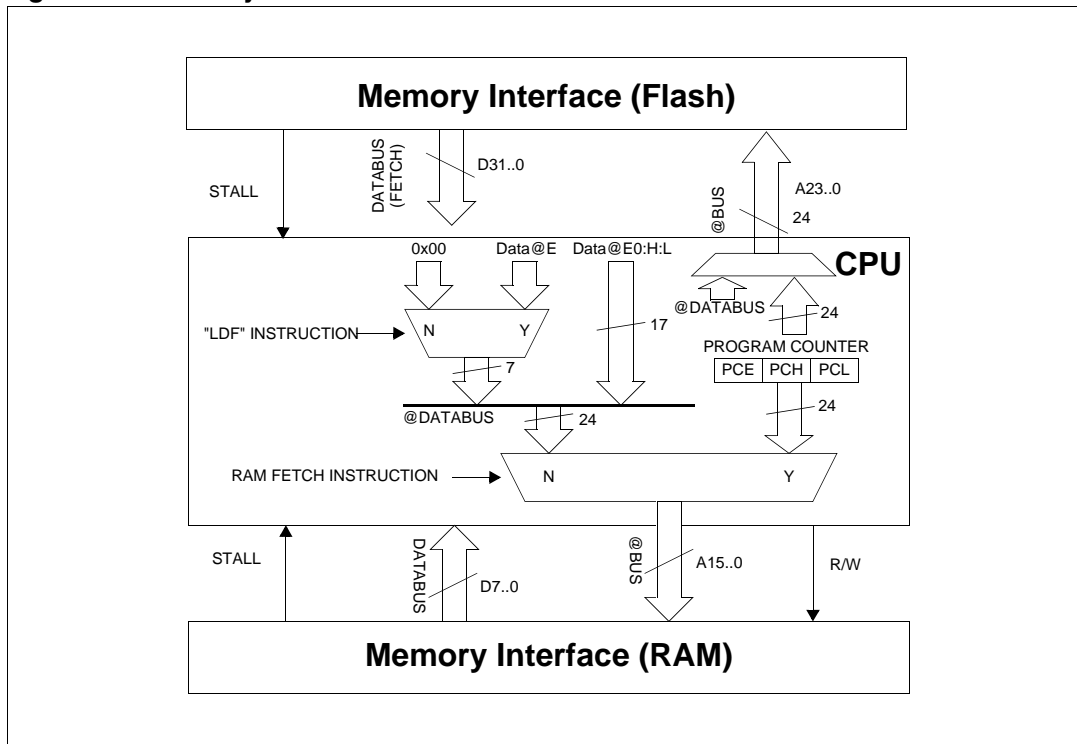 Memory Interface (Flash)
STALL
DATABUS
(FETCH)
D31..0
@BUS
A23..0
24
CPU
0x00
Data@E
Data@E0:H:L
@DATABUS
24
"LDF" INSTRUCTION
N
Y
17
PROGRAM COUNTER
PCE
PCH
PCL
7
@DATABUS
24
24
RAM FETCH INSTRUCTION
N
Y
STALL
DATABUS
D7..0
@BUS
A15..0
R/W
Memory Interface (RAM)